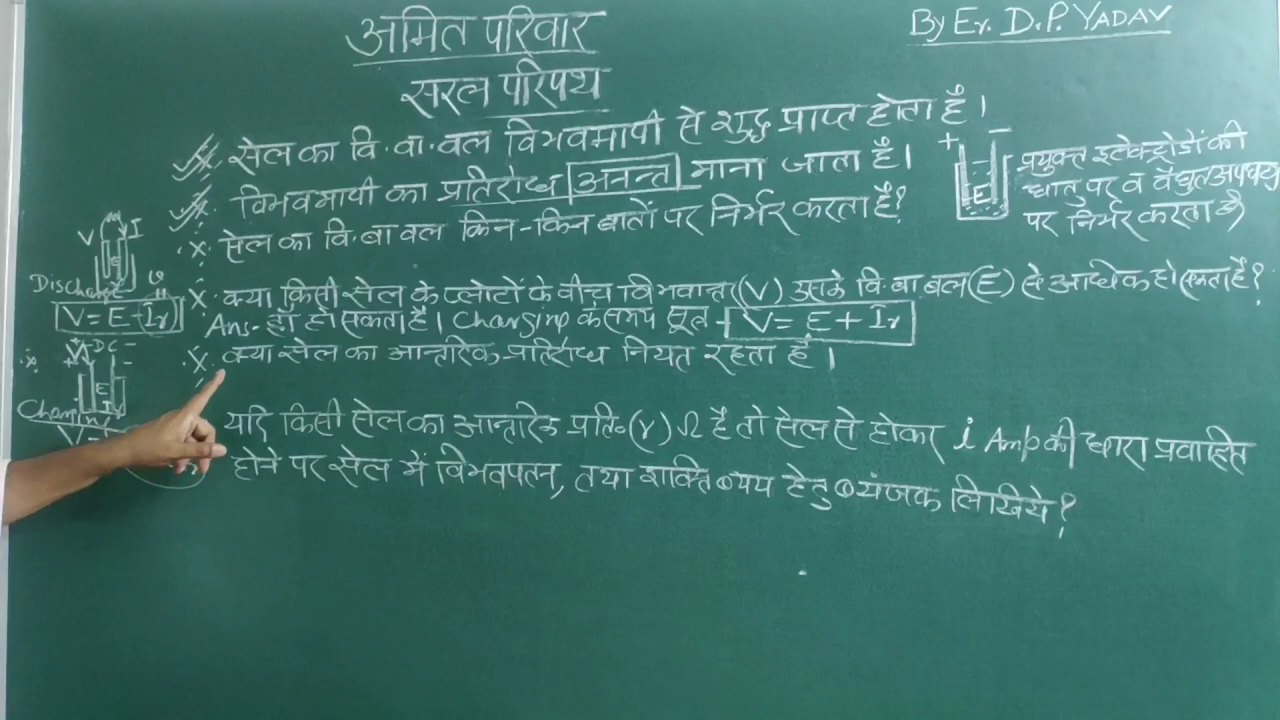 अमित परिवार
By Er. D.P. YADAV
सरल परिपथ
सेल का वि.वा.वल विभवमापी से शुद्ध प्राप्त होता है।
विभवमापी का प्रतिरोध अनन्त माना जाता है।
सेल का वि.वा वल किन-किन बातों पर निर्भर करता है?
+ −
E
प्रयुक्त इलेक्ट्रोडों की
धातु पर व वैद्युत अपघट्य
पर निर्भर करता है
V I
E
Discharge
V = E - Ir
क्या किसी सेल के प्लेटों के बीच विभवान्तर (V) उसके वि.वा बल (E) से अधिक हो सकता है?
Ans- हाँ हो सकता है। Charging के समय सूत्र - V = E + Ir
क्या सेल का आन्तरिक प्रतिरोध नियत रहता है।
DC −
E
Charging
V =
यदि किसी सेल का आन्तरिक प्रति० (r) Ω है तो सेल से होकर i Amp की धारा प्रवाहित
होने पर सेल में विभवपतन, तथा शक्ति व्यय हेतु व्यंजक लिखिये?